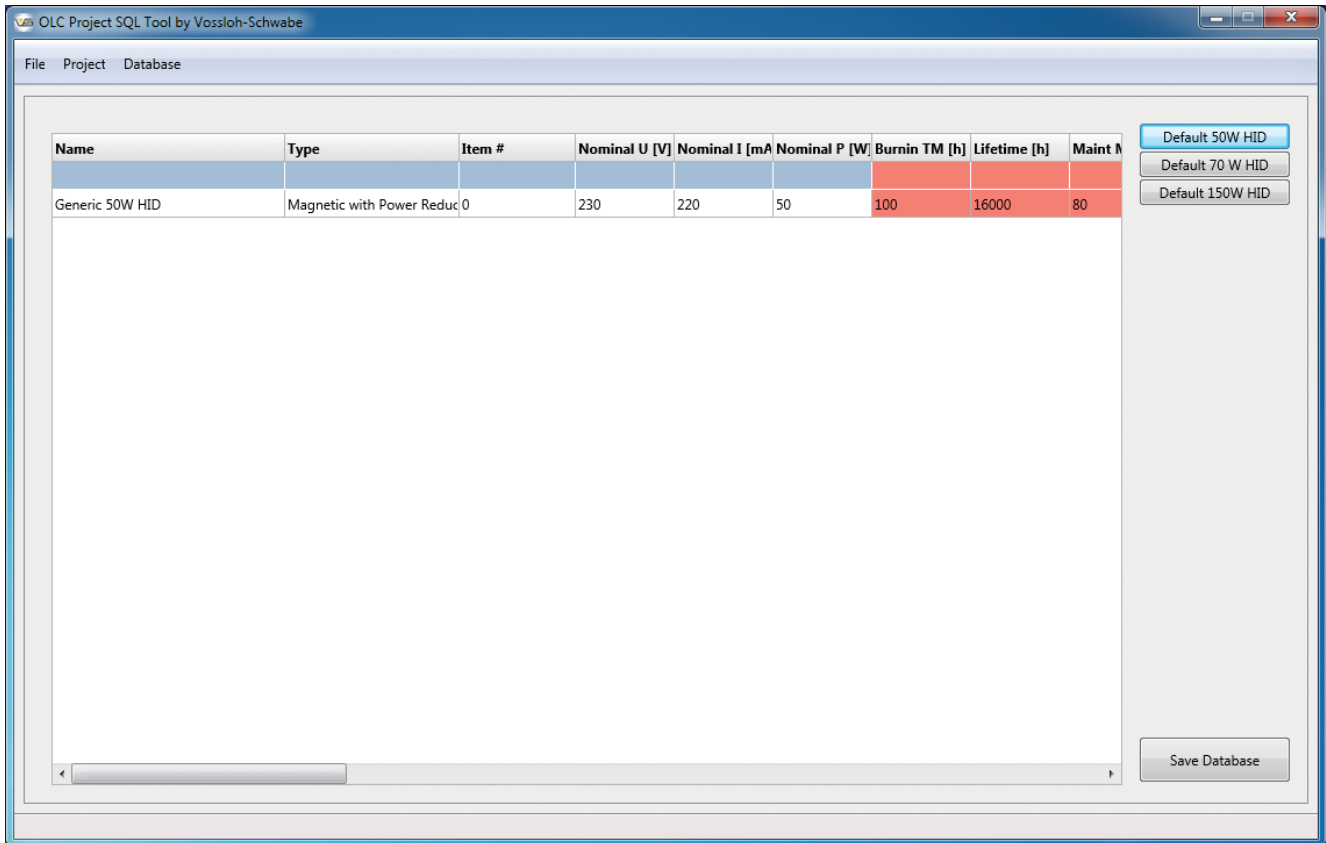 VS OLC Project SQL Tool by Vossloh-Schwabe
File Project Database
Name Type Item # Nominal U [V] Nominal I [mA Nominal P [W] Burnin TM [h] Lifetime [h] Maint M
Generic 50W HID Magnetic with Power Reduc 0 230 220 50 100 16000 80
Default 50W HID
Default 70 W HID
Default 150W HID
Save Database